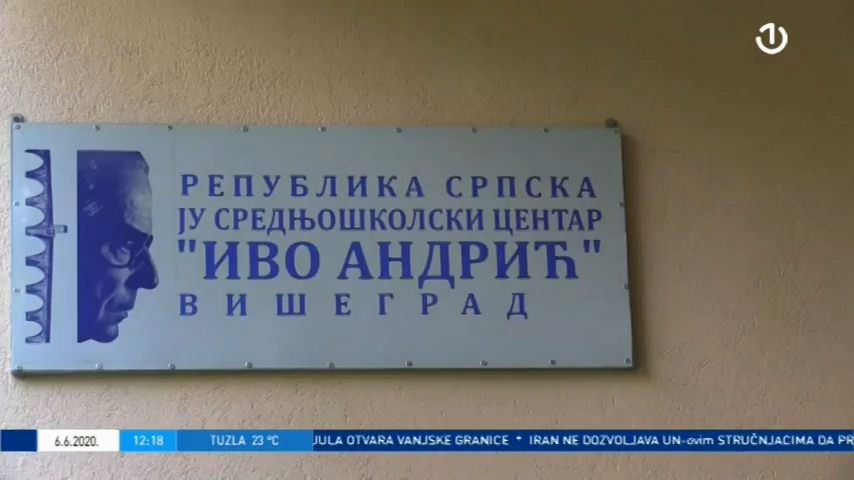 РЕПУБЛИКА СРПСКА
ЈУ СРЕДЊОШКОЛСКИ ЦЕНТАР
"ИВО АНДРИЋ"
ВИШЕГРАД
6.6.2020. 12:18 TUZLA 23 °C JULA OTVARA VANJSKE GRANICE * IRAN NE DOZVOLJAVA UN-ovim STRUČNJACIMA DA PR